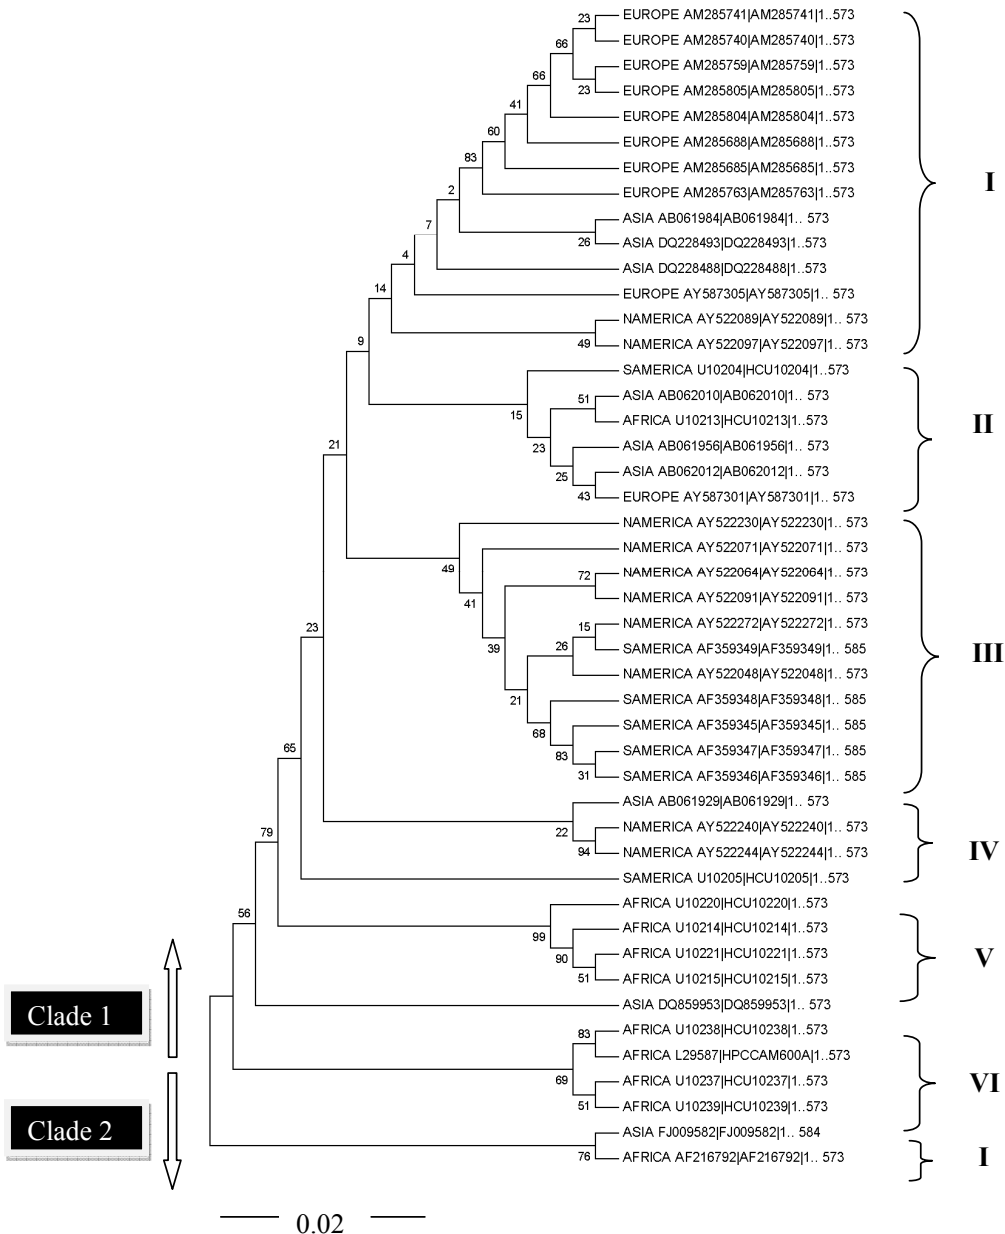 23
EUROPE AM285741|AM285741|1..573
EUROPE AM285740|AM285740|1..573
66
EUROPE AM285759|AM285759|1..573
23
EUROPE AM285805|AM285805|1..573
66
EUROPE AM285804|AM285804|1..573
41
EUROPE AM285688|AM285688|1..573
60
EUROPE AM285685|AM285685|1..573
83
EUROPE AM285763|AM285763|1..573
I
2
ASIA AB061984|AB061984|1.. 573
26
ASIA DQ228493|DQ228493|1..573
7
ASIA DQ228488|DQ228488|1..573
4
EUROPE AY587305|AY587305|1.. 573
14
NAMERICA AY522089|AY522089|1.. 573
49
NAMERICA AY522097|AY522097|1.. 573
9
SAMERICA U10204|HCU10204|1..573
15
51
ASIA AB062010|AB062010|1.. 573
AFRICA U10213|HCU10213|1..573
II
21
23
ASIA AB061956|AB061956|1.. 573
25
ASIA AB062012|AB062012|1.. 573
43
EUROPE AY587301|AY587301|1.. 573
NAMERICA AY522230|AY522230|1.. 573
49
NAMERICA AY522071|AY522071|1.. 573
72
NAMERICA AY522064|AY522064|1.. 573
41
NAMERICA AY522091|AY522091|1.. 573
23
15
NAMERICA AY522272|AY522272|1.. 573
39
26
SAMERICA AF359349|AF359349|1.. 585
III
NAMERICA AY522048|AY522048|1.. 573
21
SAMERICA AF359348|AF359348|1.. 585
68
SAMERICA AF359345|AF359345|1.. 585
65
83
SAMERICA AF359347|AF359347|1.. 585
31
SAMERICA AF359346|AF359346|1.. 585
ASIA AB061929|AB061929|1.. 573
79
22
NAMERICA AY522240|AY522240|1.. 573
94
NAMERICA AY522244|AY522244|1.. 573
IV
SAMERICA U10205|HCU10205|1..573
56
AFRICA U10220|HCU10220|1..573
99
AFRICA U10214|HCU10214|1..573
90
AFRICA U10221|HCU10221|1..573
V
51
AFRICA U10215|HCU10215|1..573
ASIA DQ859953|DQ859953|1.. 573
Clade 1
83
AFRICA U10238|HCU10238|1..573
AFRICA L29587|HPCCAM600A|1..573
69
AFRICA U10237|HCU10237|1..573
VI
51
AFRICA U10239|HCU10239|1..573
Clade 2
ASIA FJ009582|FJ009582|1.. 584
76
AFRICA AF216792|AF216792|1.. 573
I
0.02